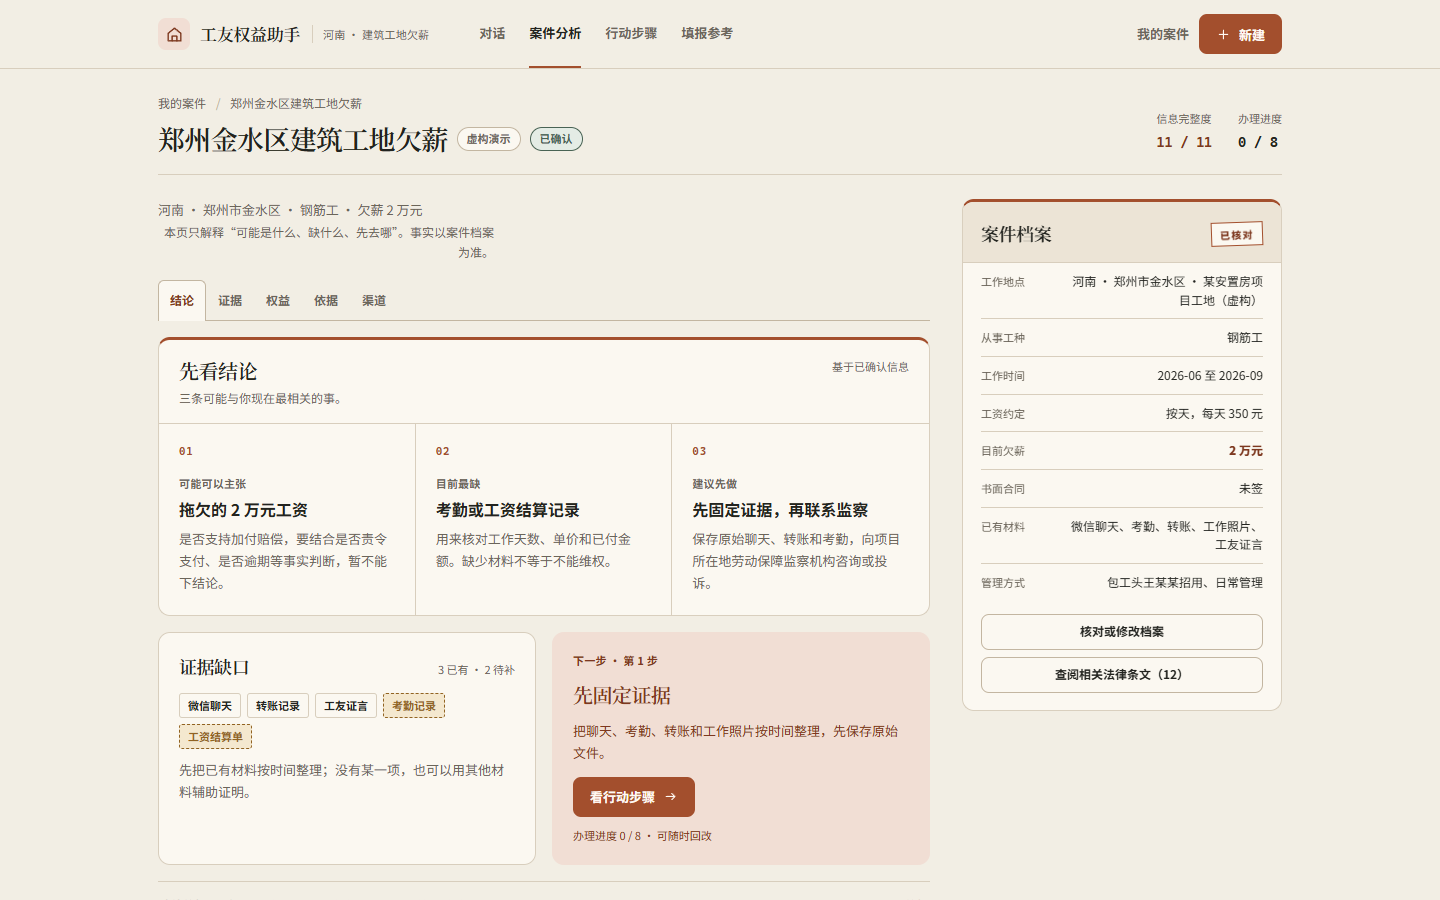 工友权益助手
河南 · 建筑工地欠薪
对话
案件分析
行动步骤
填报参考
我的案件
新建
我的案件 / 郑州金水区建筑工地欠薪
郑州金水区建筑工地欠薪
虚构演示
已确认
信息完整度
11 / 11
办理进度
0 / 8
河南 · 郑州市金水区 · 钢筋工 · 欠薪 2 万元
本页只解释“可能是什么、缺什么、先去哪”。事实以案件档案
为准。
结论
证据
权益
依据
渠道
先看结论
基于已确认信息
三条可能与你现在最相关的事。
01
可能可以主张
拖欠的 2 万元工资
是否支持加付赔偿，要结合是否责令
支付、是否逾期等事实判断，暂不能
下结论。
02
目前最缺
考勤或工资结算记录
用来核对工作天数、单价和已付金
额。缺少材料不等于不能维权。
03
建议先做
先固定证据，再联系监察
保存原始聊天、转账和考勤，向项目
所在地劳动保障监察机构咨询或投
诉。
证据缺口
3 已有 · 2 待补
微信聊天
转账记录
工友证言
考勤记录
工资结算单
先把已有材料按时间整理；没有某一项，也可以用其他材
料辅助证明。
下一步 · 第 1 步
先固定证据
把聊天、考勤、转账和工作照片按时间整理，先保存原始
文件。
看行动步骤 →
办理进度 0 / 8 · 可随时回改
案件档案
已核对
工作地点
河南 · 郑州市金水区 · 某安置房项
目工地（虚构）
从事工种
钢筋工
工作时间
2026-06 至 2026-09
工资约定
按天，每天 350 元
目前欠薪
2 万元
书面合同
未签
已有材料
微信聊天、考勤、转账、工作照片、
工友证言
管理方式
包工头王某某招用、日常管理
核对或修改档案
查阅相关法律条文（12）